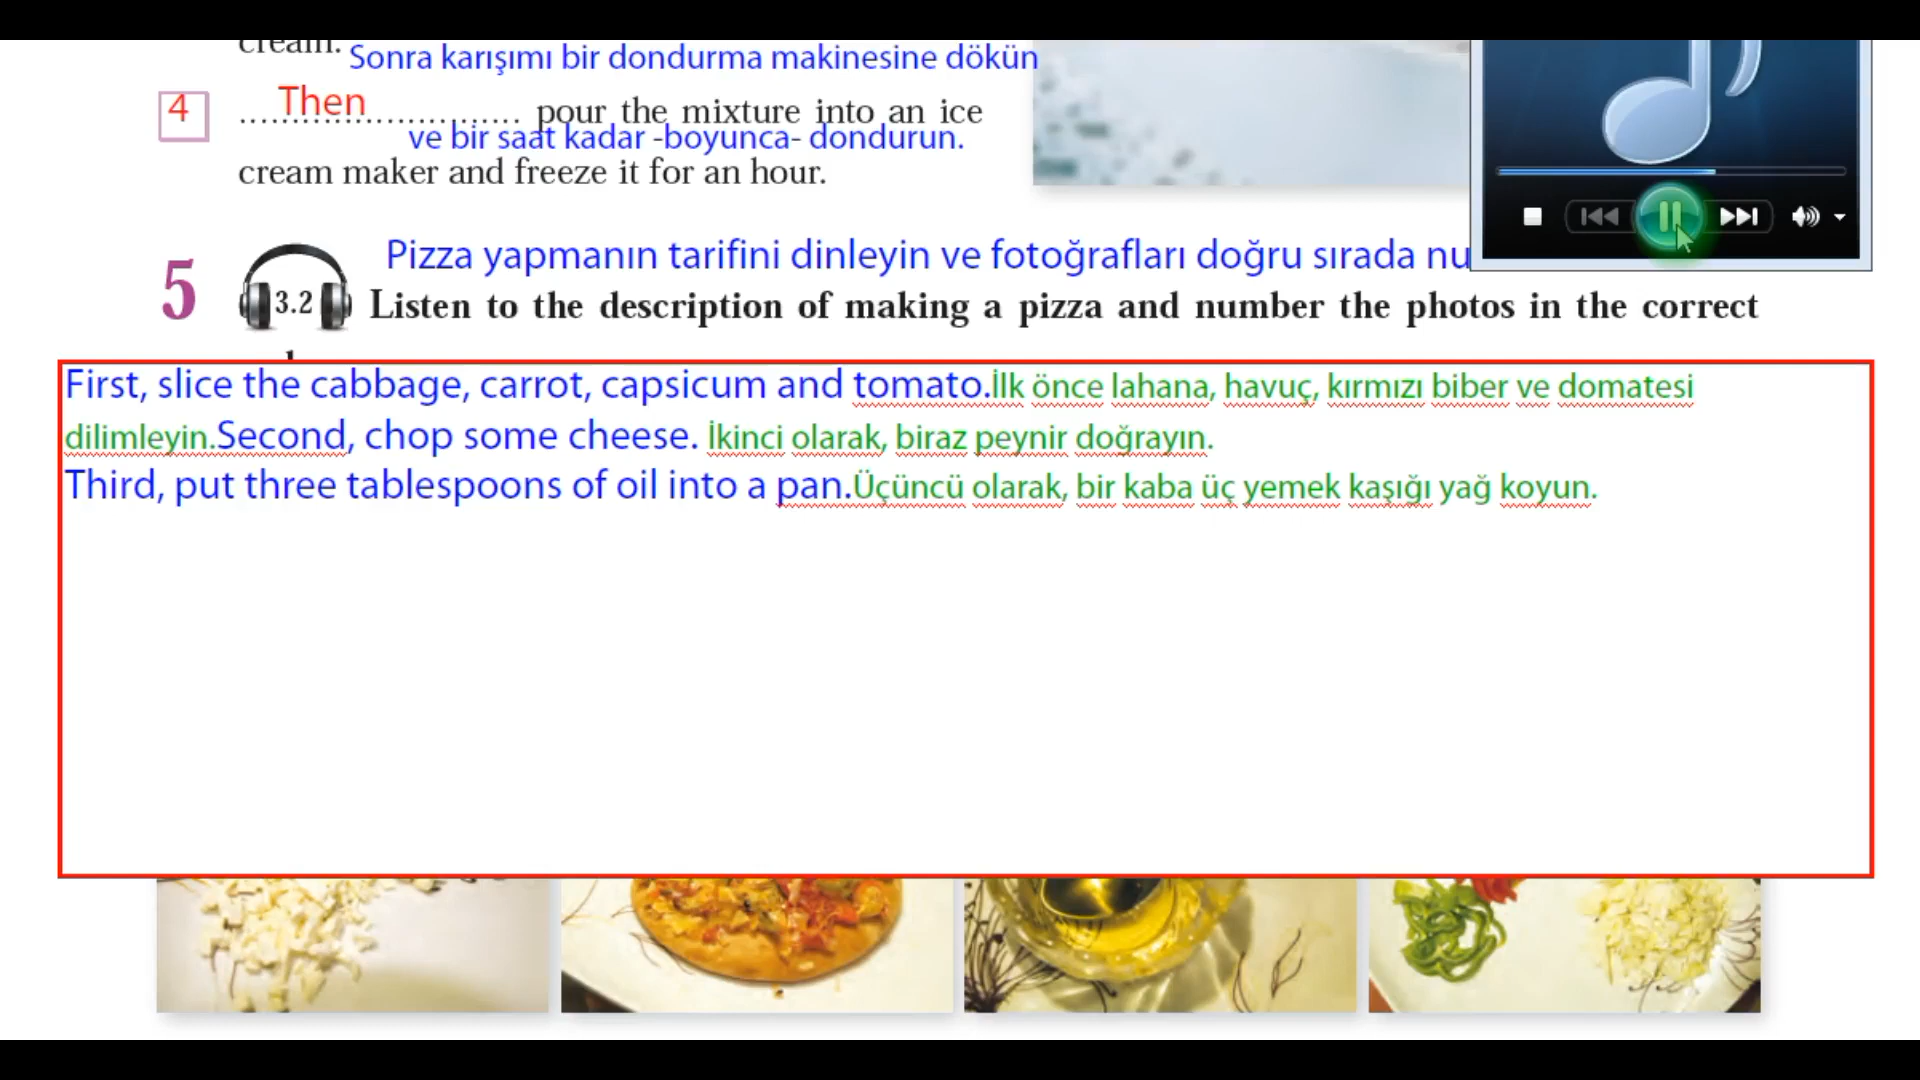 cream.
Sonra karışımı bir dondurma makinesine dökün
4 Then pour the mixture into an ice
ve bir saat kadar -boyunca- dondurun.
cream maker and freeze it for an hour.
Pizza yapmanın tarifini dinleyin ve fotoğrafları doğru sırada nu
5 3.2 Listen to the description of making a pizza and number the photos in the correct
First, slice the cabbage, carrot, capsicum and tomato.İlk önce lahana, havuç, kırmızı biber ve domatesi
dilimleyin.Second, chop some cheese. İkinci olarak, biraz peynir doğrayın.
Third, put three tablespoons of oil into a pan.Üçüncü olarak, bir kaba üç yemek kaşığı yağ koyun.